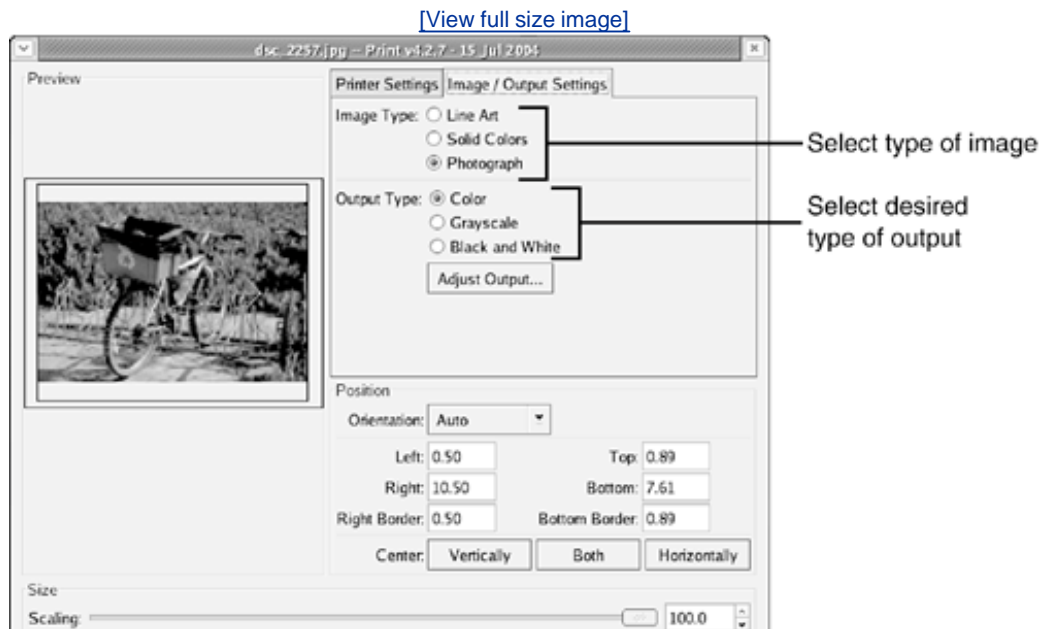 [View full size image]
dsc_2257.jpg -- Print v4.2.7 - 15 Jul 2004
Preview
Printer Settings Image / Output Settings
Image Type: Line Art
Solid Colors
Photograph
Select type of image
Output Type: Color
Grayscale
Black and White
Select desired
type of output
Adjust Output...
Position
Orientation: Auto
Left: 0.50 Top: 0.89
Right: 10.50 Bottom: 7.61
Right Border: 0.50 Bottom Border: 0.89
Center: Vertically Both Horizontally
Size
Scaling: 100.0